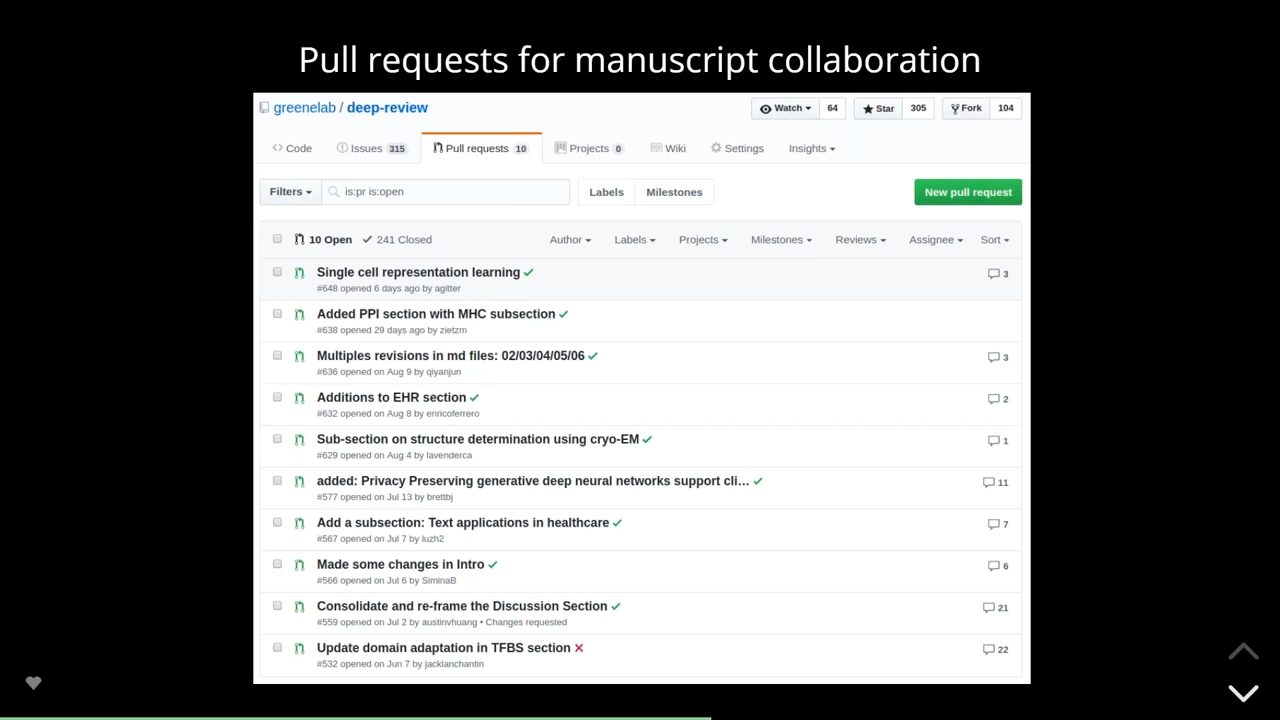 Pull requests for manuscript collaboration
greenelab / deep-review
Watch 64 Star 305 Fork 104
Code Issues 315 Pull requests 10 Projects 0 Wiki Settings Insights
Filters is:pr is:open Labels Milestones New pull request
10 Open 241 Closed Author Labels Projects Milestones Reviews Assignee Sort
Single cell representation learning 3
#648 opened 6 days ago by agitter
Added PPI section with MHC subsection
#638 opened 29 days ago by zietzm
Multiples revisions in md files: 02/03/04/05/06 3
#636 opened on Aug 9 by qiyanjun
Additions to EHR section 2
#632 opened on Aug 8 by enricoferrero
Sub-section on structure determination using cryo-EM 1
#629 opened on Aug 4 by lavenderca
added: Privacy Preserving generative deep neural networks support cli... 11
#577 opened on Jul 13 by brettbj
Add a subsection: Text applications in healthcare 7
#567 opened on Jul 7 by luzh2
Made some changes in Intro 6
#566 opened on Jul 6 by SiminaB
Consolidate and re-frame the Discussion Section 21
#559 opened on Jul 2 by austinvhuang • Changes requested
Update domain adaptation in TFBS section 22
#532 opened on Jun 7 by jacklanchantin